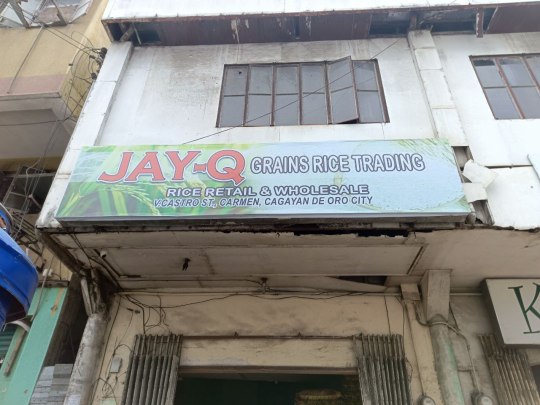 JAY-Q GRAINS RICE TRADING
RICE RETAIL & WHOLESALE
V.CASTRO ST., CARMEN, CAGAYAN DE ORO CITY
K